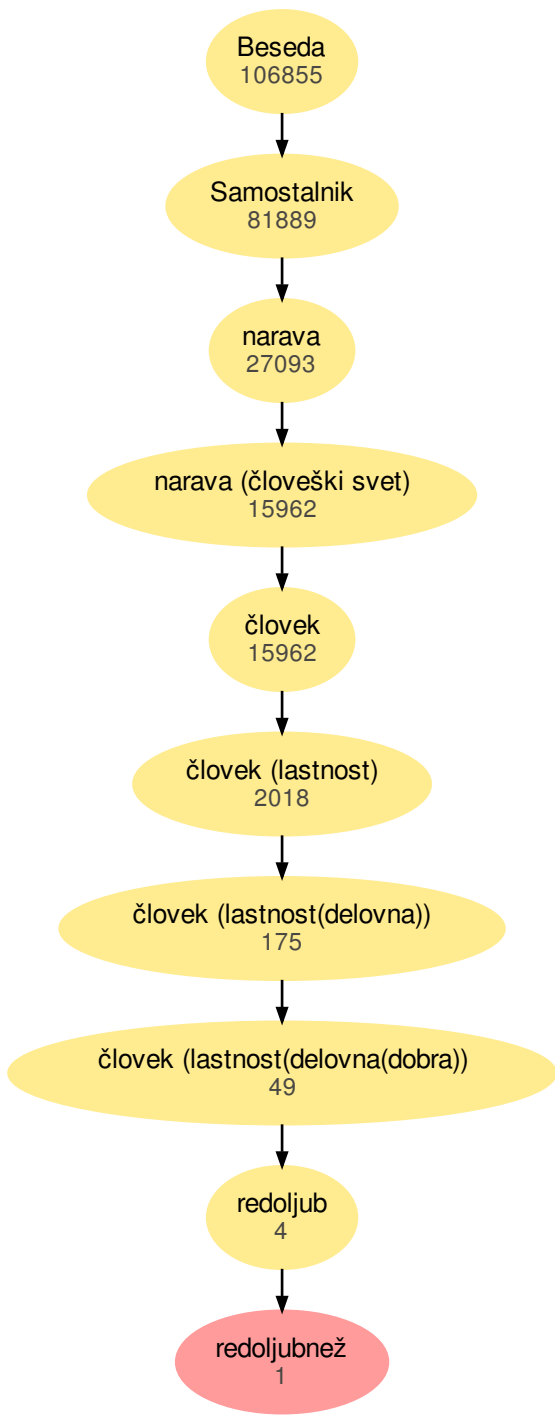 Beseda
106855
Samostalnik
81889
narava
27093
narava (človeški svet)
15962
človek
15962
človek (lastnost)
2018
človek (lastnost(delovna))
175
človek (lastnost(delovna(dobra))
49
redoljub
4
redoljubnež
1